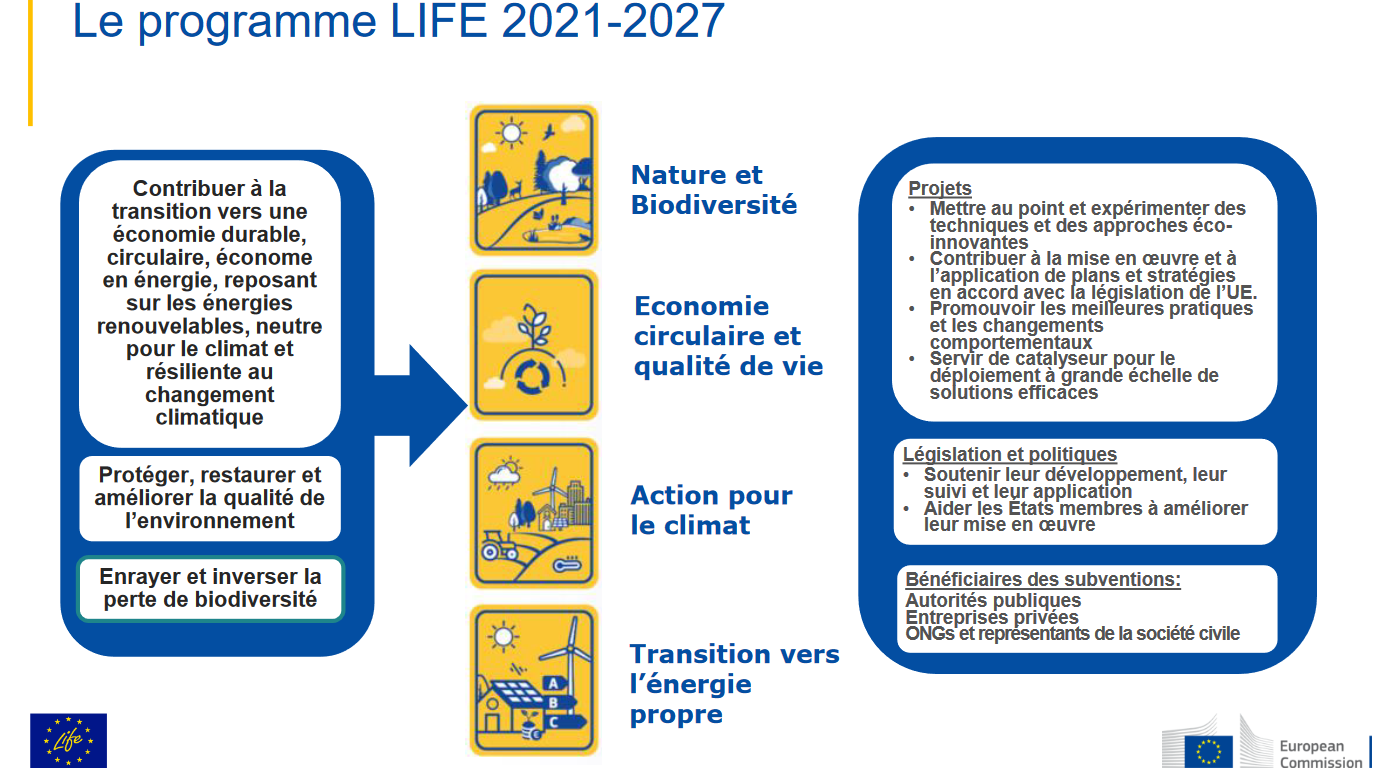 Le programme LIFE 2021-2027
Contribuer à la
transition vers une
économie durable,
circulaire, économe
en énergie, reposant
sur les énergies
renouvelables, neutre
pour le climat et
résiliente au
changement
climatique
Protéger, restaurer et
améliorer la qualité de
l’environnement
Enrayer et inverser la
perte de biodiversité
Nature et
Biodiversité
Economie
circulaire et
qualité de vie
Action pour
le climat
A
B
C
Transition vers
l’énergie
propre
Projets
• Mettre au point et expérimenter des
techniques et des approches éco-
innovantes
• Contribuer à la mise en œuvre et à
l’application de plans et stratégies
en accord avec la législation de l’UE.
• Promouvoir les meilleures pratiques
et les changements
comportementaux
• Servir de catalyseur pour le
déploiement à grande échelle de
solutions efficaces
Législation et politiques
• Soutenir leur développement, leur
suivi et leur application
• Aider les États membres à améliorer
leur mise en œuvre
Bénéficiaires des subventions:
Autorités publiques
Entreprises privées
ONGs et représentants de la société civile
Life
European
Commission